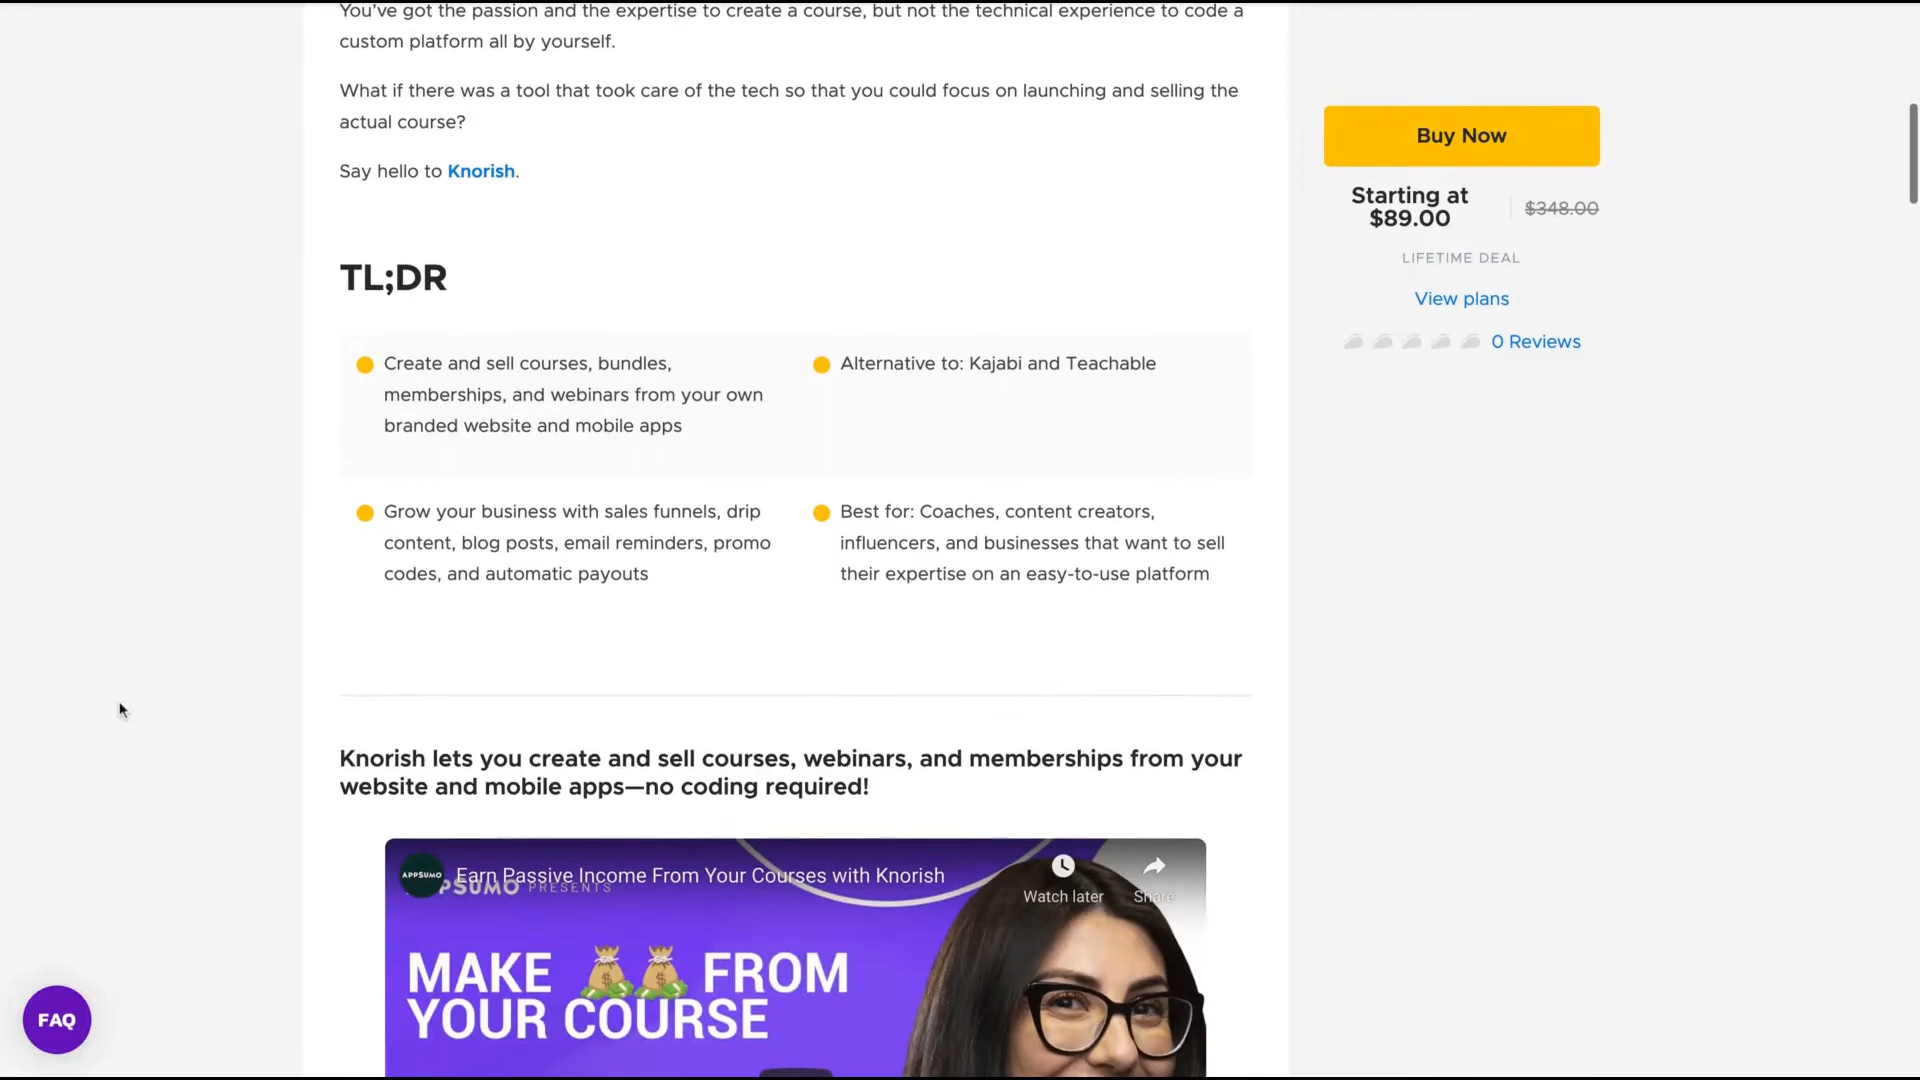 You've got the passion and the expertise to create a course, but not the technical experience to code a
custom platform all by yourself.
What if there was a tool that took care of the tech so that you could focus on launching and selling the
actual course?
Say hello to Knorish.
Buy Now
Starting at
$89.00
$348.00
LIFETIME DEAL
View plans
0 Reviews
TL;DR
Create and sell courses, bundles,
memberships, and webinars from your own
branded website and mobile apps
Alternative to: Kajabi and Teachable
Grow your business with sales funnels, drip
content, blog posts, email reminders, promo
codes, and automatic payouts
Best for: Coaches, content creators,
influencers, and businesses that want to sell
their expertise on an easy-to-use platform
Knorish lets you create and sell courses, webinars, and memberships from your
website and mobile apps—no coding required!
APPSUMO
Earn Passive Income From Your Courses with Knorish
PSUMO PRESENTS
Watch later
Share
MAKE 💰💰 FROM
YOUR COURSE
FAQ